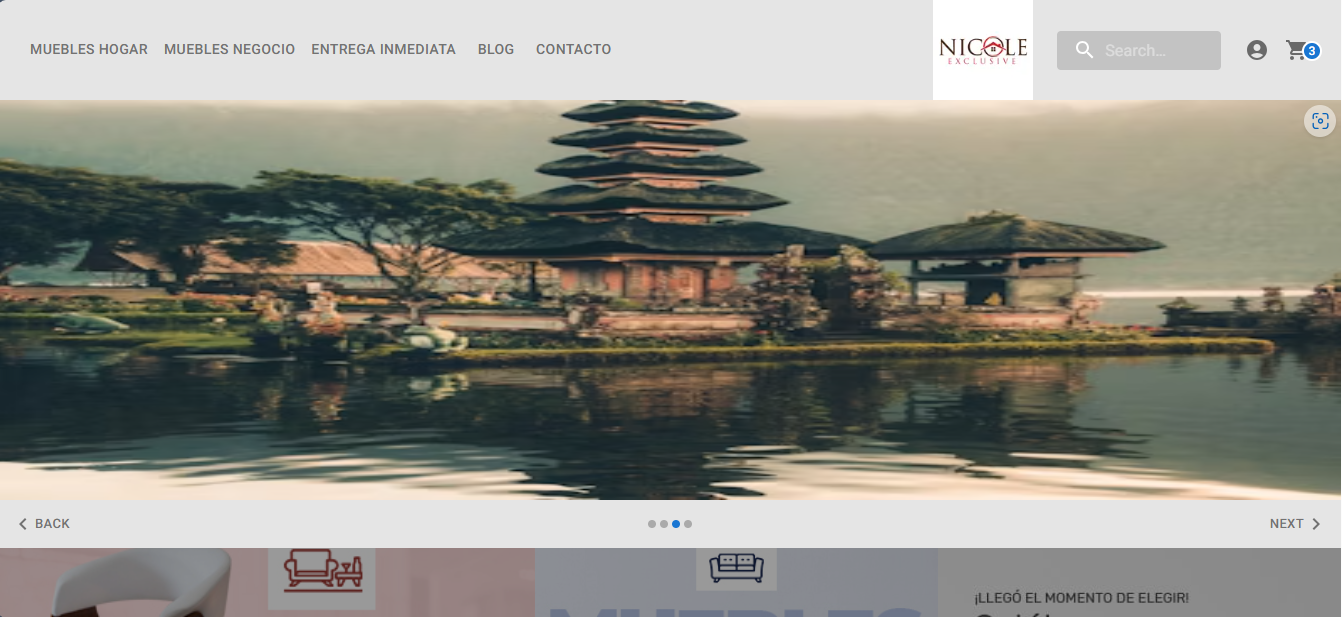 MUEBLES HOGAR MUEBLES NEGOCIO ENTREGA INMEDIATA BLOG CONTACTO
NICOLE
EXCLUSIVE
Search...
3
BACK
NEXT
MUEBLES
¡LLEGÓ EL MOMENTO DE ELEGIR!